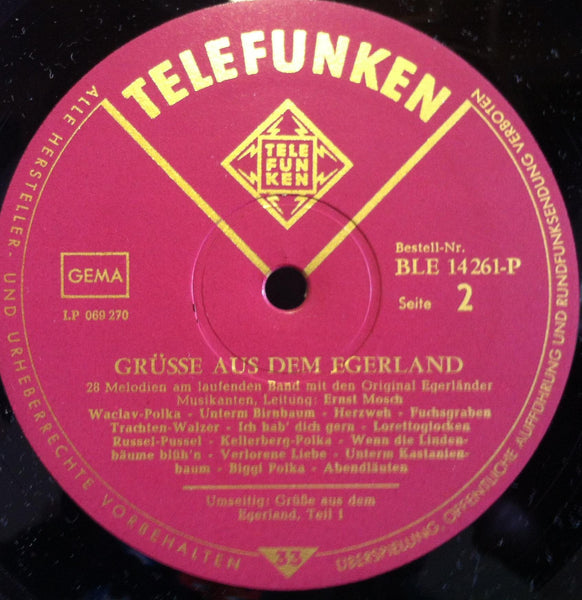 TELEFUNKEN
TELE
FUN
KEN
ALLE HERSTELLER- UND URHEBERRECHTE VORBEHALTEN
ÜBERSPIELUNG, ÖFFENTLICHE AUFFÜHRUNG UND RUNDFUNKSENDUNG VERBOTEN
GEMA
LP 069 270
Bestell-Nr.
BLE 14261-P
Seite 2
GRÜSSE AUS DEM EGERLAND
28 Melodien am laufenden Band mit den Original Egerländer
Musikanten, Leitung: Ernst Mosch
Waclav-Polka - Unterm Birnbaum - Herzweh - Fuchsgraben
Trachten-Walzer - Ich hab' dich gern - Lorettoglocken
Russel-Pussel - Kellerberg-Polka - Wenn die Linden-
bäume blüh'n - Verlorene Liebe - Unterm Kastanien-
baum - Biggi Polka - Abendläuten
Umseitig: Grüße aus dem
Egerland, Teil 1
33